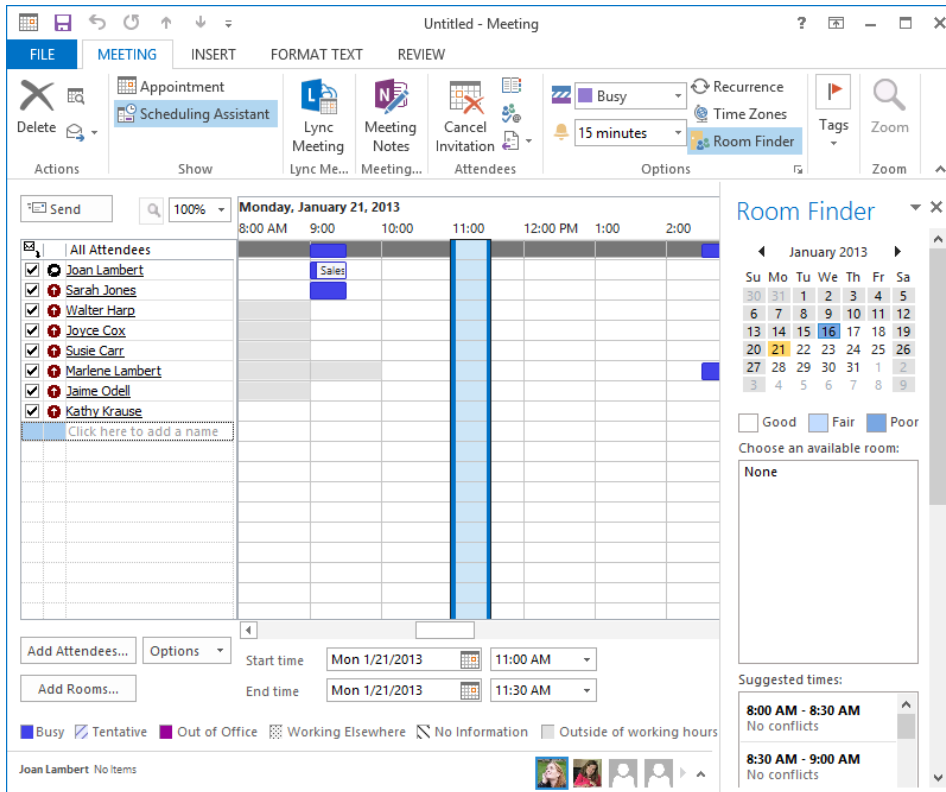 Untitled - Meeting
?
FILE MEETING INSERT FORMAT TEXT REVIEW
Delete
Actions
Appointment
Scheduling Assistant
Show
Lync
Meeting
Lync Me...
Meeting
Notes
Meeting...
Cancel
Invitation
Attendees
Busy
15 minutes
Recurrence
Time Zones
Room Finder
Options
Tags
Zoom
Zoom
Send
100%
Monday, January 21, 2013
8:00 AM 9:00 10:00 11:00 12:00 PM 1:00 2:00
All Attendees
Joan Lambert
Sales
Sarah Jones
Walter Harp
Joyce Cox
Susie Carr
Marlene Lambert
Jaime Odell
Kathy Krause
Click here to add a name
Add Attendees... Options
Add Rooms...
Start time Mon 1/21/2013 11:00 AM
End time Mon 1/21/2013 11:30 AM
Busy Tentative Out of Office Working Elsewhere No Information Outside of working hours
Joan Lambert No Items
Room Finder
January 2013
Su Mo Tu We Th Fr Sa
30 31 1 2 3 4 5
6 7 8 9 10 11 12
13 14 15 16 17 18 19
20 21 22 23 24 25 26
27 28 29 30 31 1 2
3 4 5 6 7 8 9
Good Fair Poor
Choose an available room:
None
Suggested times:
8:00 AM - 8:30 AM
No conflicts
8:30 AM - 9:00 AM
No conflicts